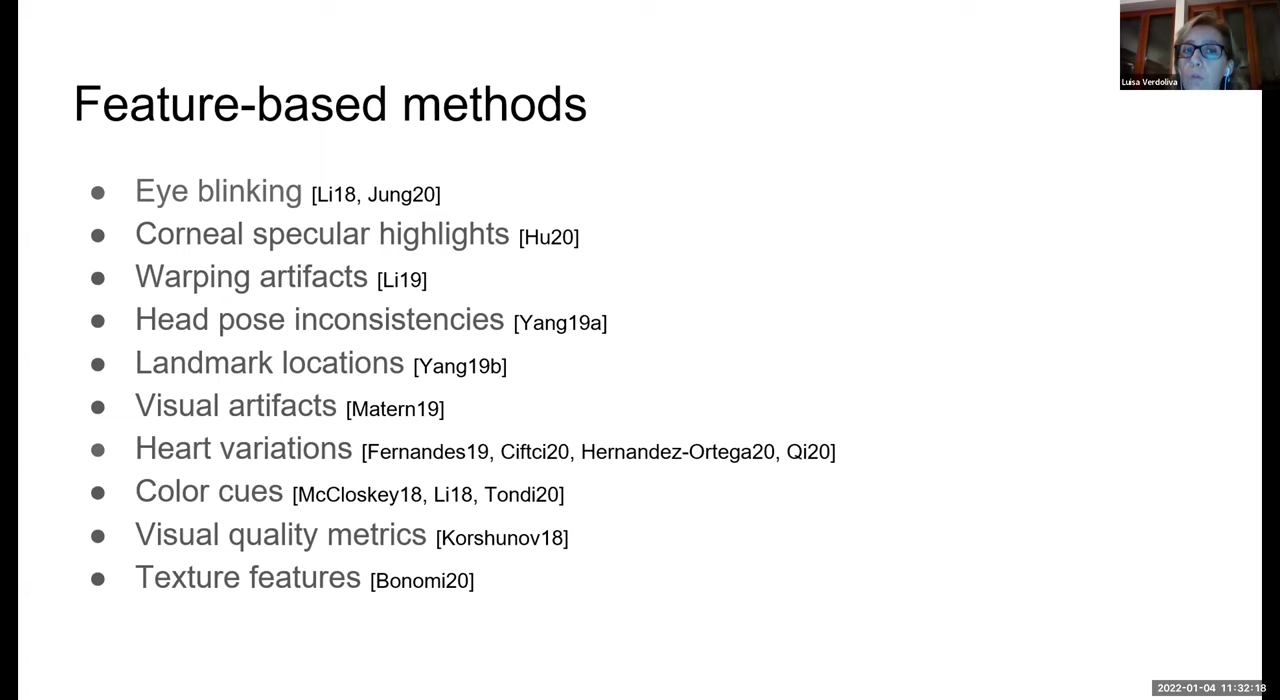 Luisa Verdoliva
Feature-based methods
● Eye blinking [Li18, Jung20]
● Corneal specular highlights [Hu20]
● Warping artifacts [Li19]
● Head pose inconsistencies [Yang19a]
● Landmark locations [Yang19b]
● Visual artifacts [Matern19]
● Heart variations [Fernandes19, Ciftci20, Hernandez-Ortega20, Qi20]
● Color cues [McCloskey18, Li18, Tondi20]
● Visual quality metrics [Korshunov18]
● Texture features [Bonomi20]
2022-01-04 11:32:18